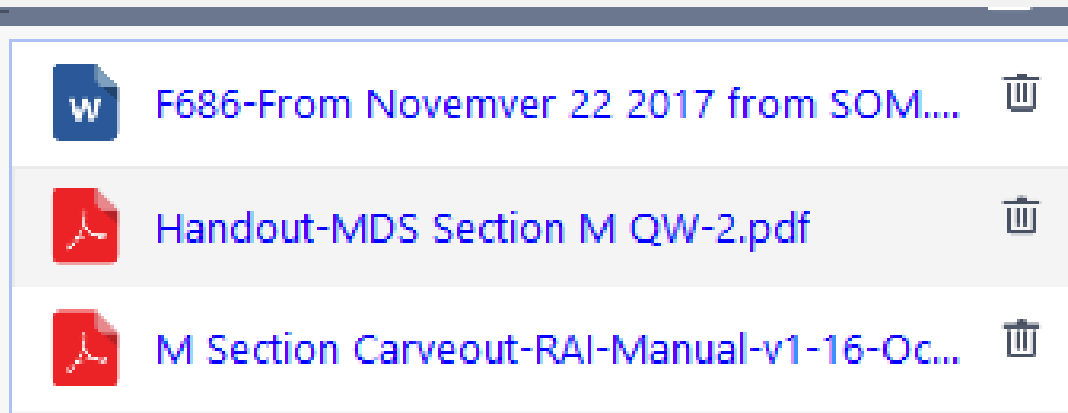 F686-From Novemver 22 2017 from SOM....
Handout-MDS Section M QW-2.pdf
M Section Carveout-RAI-Manual-v1-16-Oc...